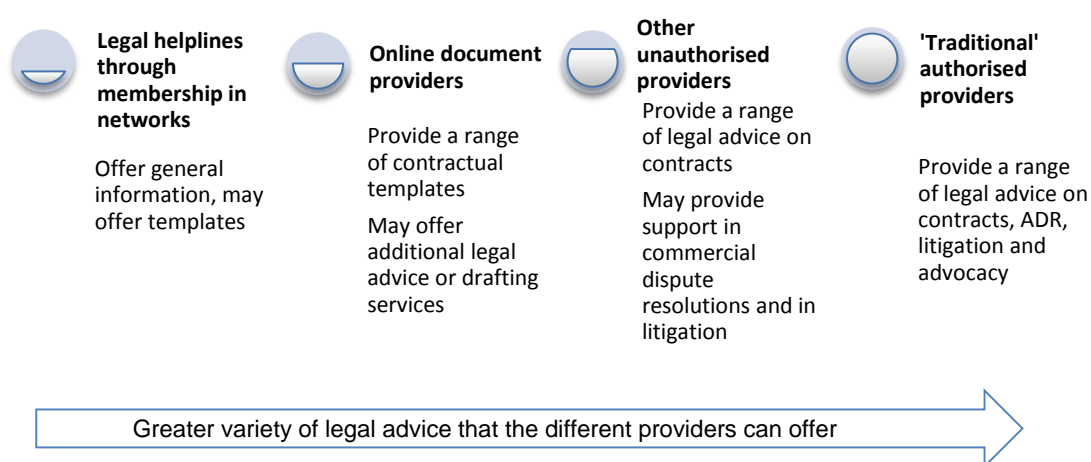 Legal helplines
through
membership in
networks
Offer general
information, may
offer templates
Online document
providers
Provide a range
of contractual
templates
May offer
additional legal
advice or drafting
services
Other
unauthorised
providers
Provide a range
of legal advice on
contracts
May provide
support in
commercial
dispute
resolutions and in
litigation
'Traditional'
authorised
providers
Provide a range
of legal advice on
contracts, ADR,
litigation and
advocacy
Greater variety of legal advice that the different providers can offer